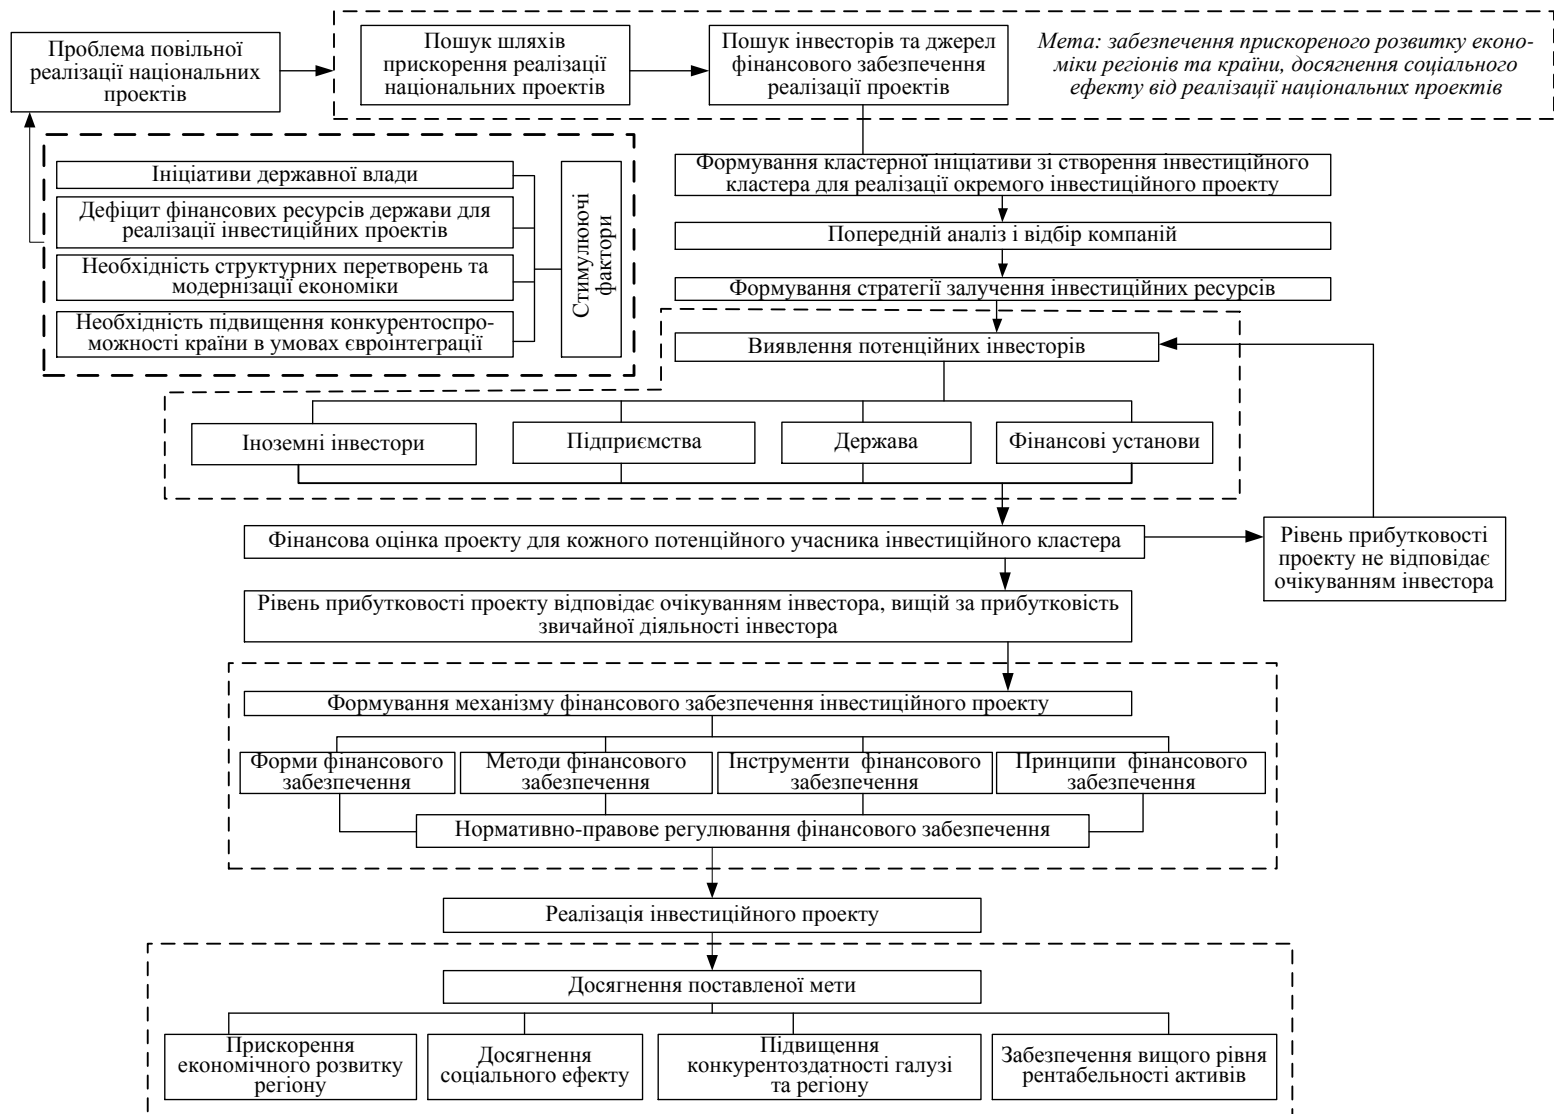 Проблема повільної
реалізації національних
проектів
Пошук шляхів
прискорення реалізації
національних проектів
Пошук інвесторів та джерел
фінансового забезпечення
реалізації проектів
Мета: забезпечення прискореного розвитку еконо-
міки регіонів та країни, досягнення соціального
ефекту від реалізації національних проектів
Ініціативи державної влади
Дефіцит фінансових ресурсів держави для
реалізації інвестиційних проектів
Необхідність структурних перетворень та
модернізації економіки
Необхідність підвищення конкурентоспро-
можності країни в умовах євроінтеграції
Стимулюючі
фактори
Формування кластерної ініціативи зі створення інвестиційного
кластера для реалізації окремого інвестиційного проекту
Попередній аналіз і відбір компаній
Формування стратегії залучення інвестиційних ресурсів
Виявлення потенційних інвесторів
Іноземні інвестори
Підприємства
Держава
Фінансові установи
Фінансова оцінка проекту для кожного потенційного учасника інвестиційного кластера
Рівень прибутковості
проекту не відповідає
очікуванням інвестора
Рівень прибутковості проекту відповідає очікуванням інвестора, вищій за прибутковість
звичайної діяльності інвестора
Формування механізму фінансового забезпечення інвестиційного проекту
Форми фінансового
забезпечення
Методи фінансового
забезпечення
Інструменти фінансового
забезпечення
Принципи фінансового
забезпечення
Нормативно-правове регулювання фінансового забезпечення
Реалізація інвестиційного проекту
Досягнення поставленої мети
Прискорення
економічного розвитку
регіону
Досягнення
соціального ефекту
Підвищення
конкурентоздатності галузі
та регіону
Забезпечення вищого рівня
рентабельності активів